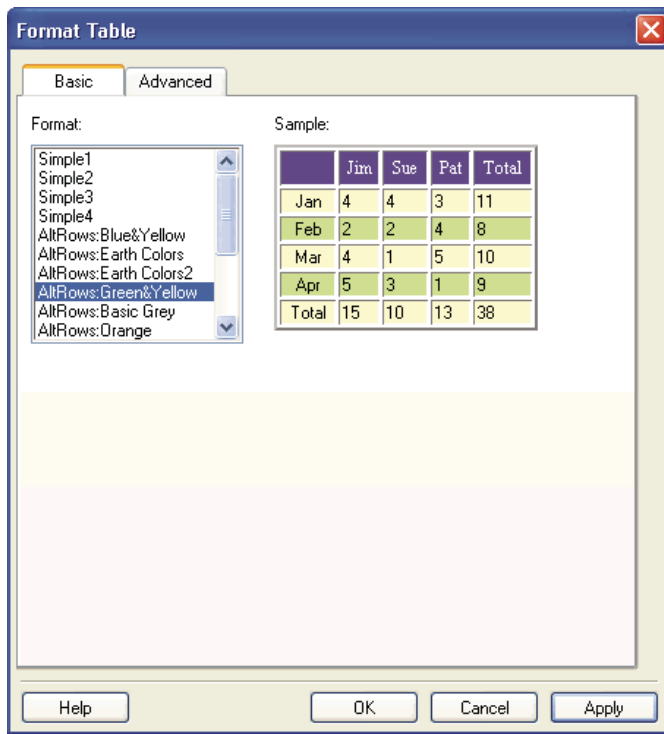 Format Table
Basic Advanced
Format:
Simple1
Simple2
Simple3
Simple4
AltRows:Blue&Yellow
AltRows:Earth Colors
AltRows:Earth Colors2
AltRows:Green&Yellow
AltRows:Basic Grey
AltRows:Orange
Sample:
Jim Sue Pat Total
Jan 4 4 3 11
Feb 2 2 4 8
Mar 4 1 5 10
Apr 5 3 1 9
Total 15 10 13 38
Help OK Cancel Apply